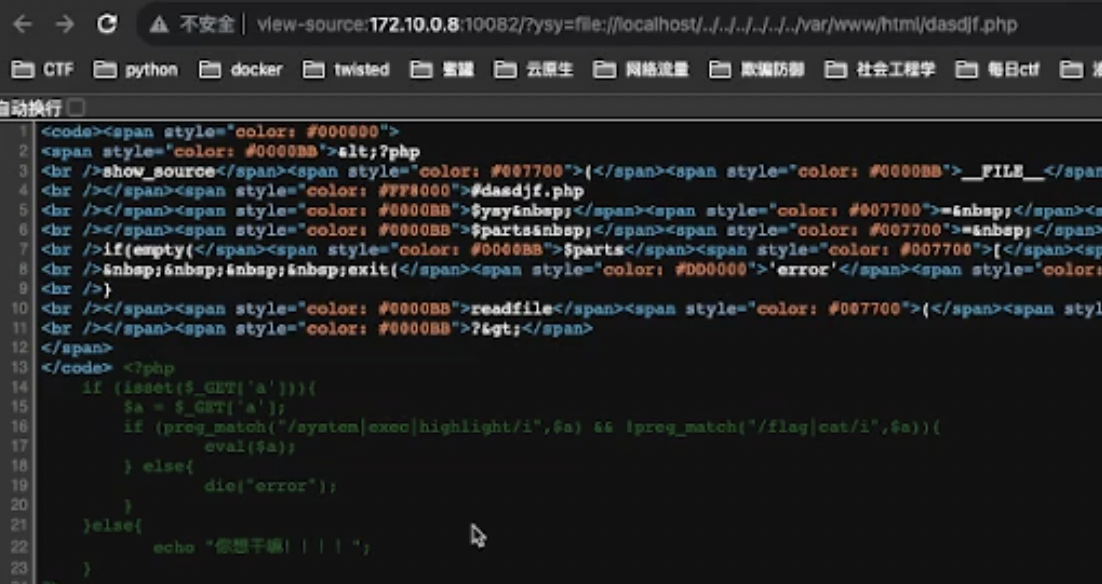 不安全 | view-source:172.10.0.8:10082/?ysy=file://localhost/../../../../../../var/www/html/dasdjf.php
CTF python docker twisted 蜜罐 云原生 网络流量 欺骗防御 社会工程学 每日ctf
自动换行
1 <code><span style="color: #000000">
2 <span style="color: #0000BB">&lt;?php
3 <br />show_source</span><span style="color: #007700">(</span><span style="color: #0000BB">__FILE__</span
4 <br /></span><span style="color: #FF8000">#dasdjf.php
5 <br /></span><span style="color: #0000BB">$ysy&nbsp;</span><span style="color: #007700">=&nbsp;</span><s
6 <br /></span><span style="color: #0000BB">$parts&nbsp;</span><span style="color: #007700">=&nbsp;</span>
7 <br />if(empty(</span><span style="color: #0000BB">$parts</span><span style="color: #007700">[</span><s
8 <br />&nbsp;&nbsp;&nbsp;&nbsp;exit(</span><span style="color: #DD0000">'error'</span><span style="color:
9 <br />}
10 <br /></span><span style="color: #0000BB">readfile</span><span style="color: #007700">(</span><span styl
11 <br /></span><span style="color: #0000BB">?&gt;</span>
12 </span>
13 </code> <?php
14 if (isset($_GET['a'])){
15 $a = $_GET['a'];
16 if (preg_match("/system|exec|highlight/i",$a) && !preg_match("/flag|cat/i",$a)){
17 eval($a);
18 } else{
19 die("error");
20 }
21 }else{
22 echo "你想干嘛！！！！";
23 }